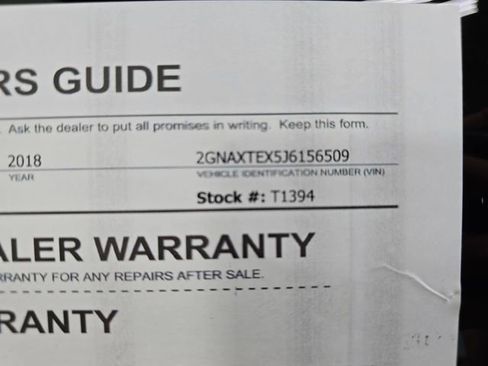 RS GUIDE
Ask the dealer to put all promises in writing. Keep this form.
2018 2GNAXTEX5J6156509
YEAR VEHICLE IDENTIFICATION NUMBER (VIN)
Stock #: T1394
ALER WARRANTY
RRANTY FOR ANY REPAIRS AFTER SALE.
RANTY